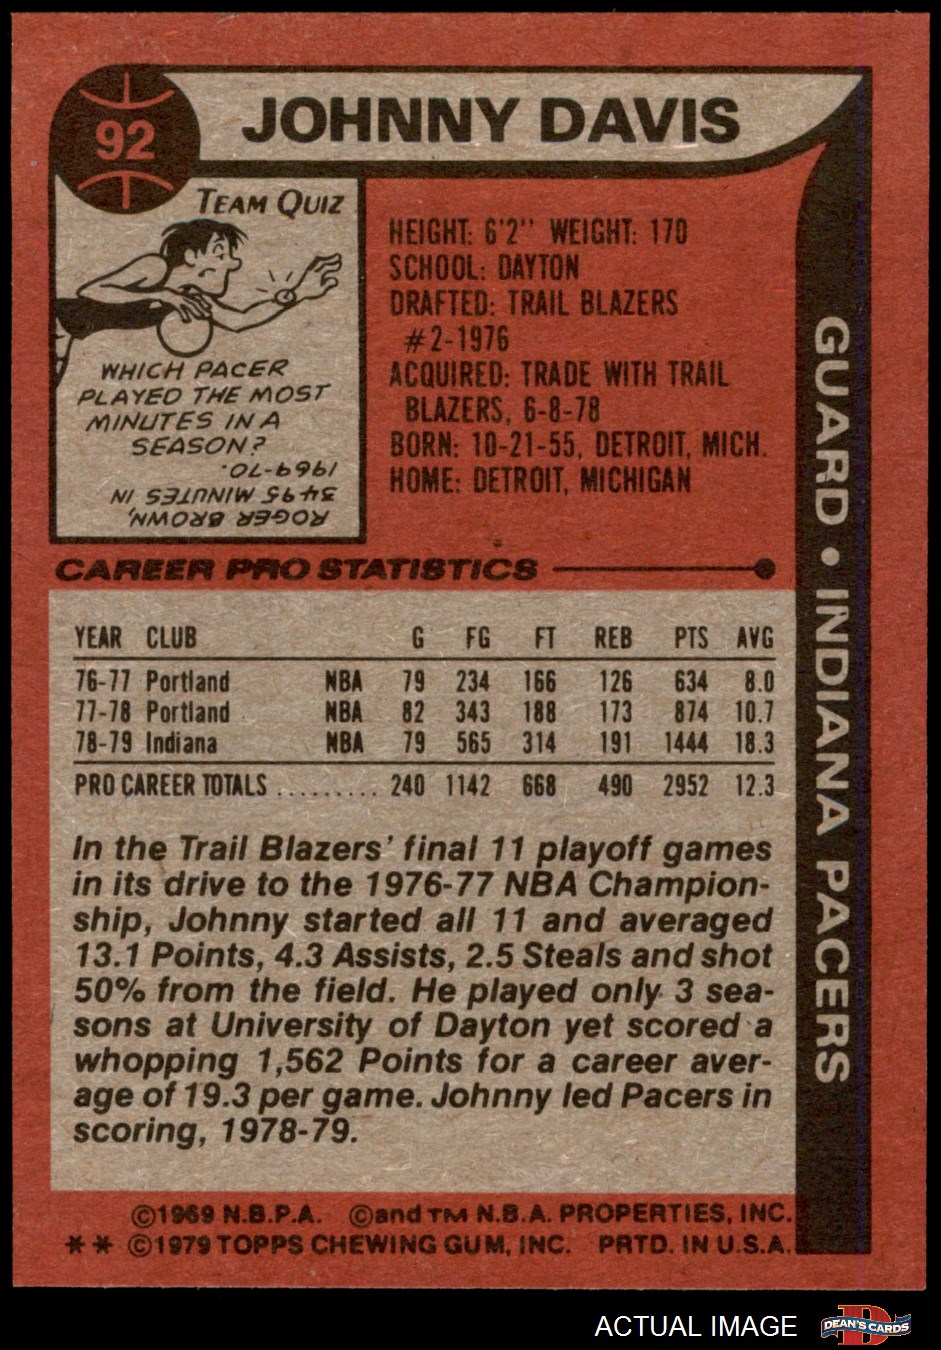 92
JOHNNY DAVIS
TEAM QUIZ
WHICH PACER
PLAYED THE MOST
MINUTES IN A
SEASON?
ROGER BROWN,
3495 MINUTES IN
1969-70.
HEIGHT: 6'2" WEIGHT: 170
SCHOOL: DAYTON
DRAFTED: TRAIL BLAZERS
#2-1976
ACQUIRED: TRADE WITH TRAIL
BLAZERS, 6-8-78
BORN: 10-21-55, DETROIT, MICH.
HOME: DETROIT, MICHIGAN
GUARD • INDIANA PACERS
CAREER PRO STATISTICS
YEAR CLUB G FG FT REB PTS AVG
76-77 Portland NBA 79 234 166 126 634 8.0
77-78 Portland NBA 82 343 188 173 874 10.7
78-79 Indiana NBA 79 565 314 191 1444 18.3
PRO CAREER TOTALS ......... 240 1142 668 490 2952 12.3
In the Trail Blazers' final 11 playoff games
in its drive to the 1976-77 NBA Champion-
ship, Johnny started all 11 and averaged
13.1 Points, 4.3 Assists, 2.5 Steals and shot
50% from the field. He played only 3 sea-
sons at University of Dayton yet scored a
whopping 1,562 Points for a career aver-
age of 19.3 per game. Johnny led Pacers in
scoring, 1978-79.
©1969 N.B.P.A. ©and TM N.B.A. PROPERTIES, INC.
** ©1979 TOPPS CHEWING GUM, INC. PRTD. IN U.S.A.
ACTUAL IMAGE
D
DEAN'S CARDS